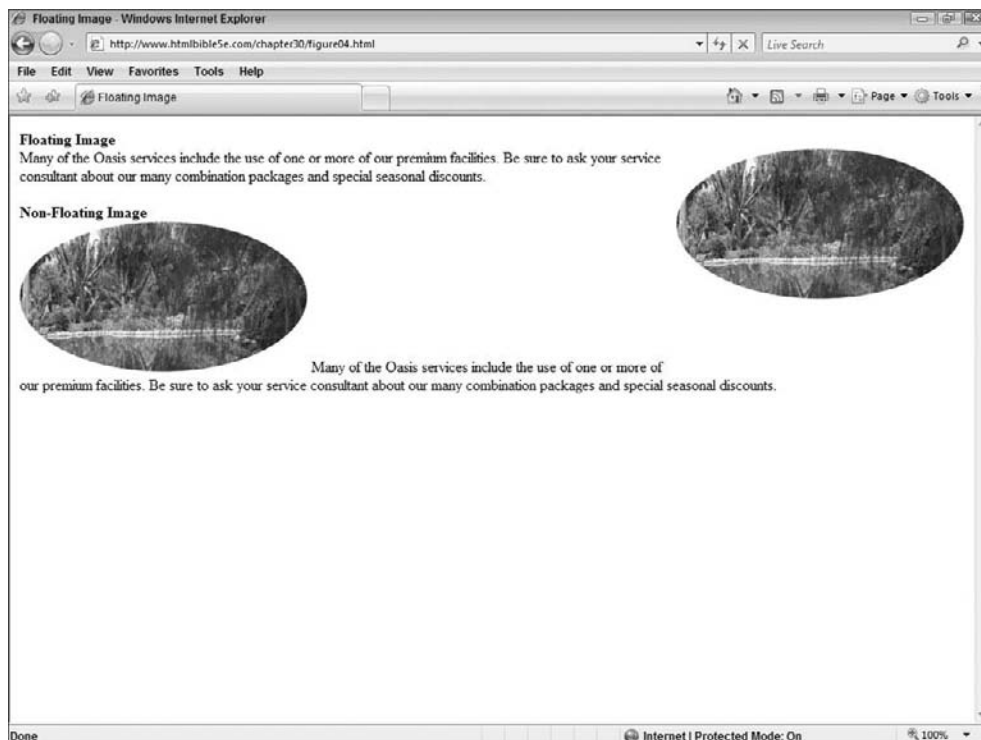 Floating Image - Windows Internet Explorer
http://www.htmlbible5e.com/chapter30/figure04.html
Live Search
File Edit View Favorites Tools Help
Floating Image
Page Tools
Floating Image
Many of the Oasis services include the use of one or more of our premium facilities. Be sure to ask your service
consultant about our many combination packages and special seasonal discounts.
Non-Floating Image
Many of the Oasis services include the use of one or more of
our premium facilities. Be sure to ask your service consultant about our many combination packages and special seasonal discounts.
Done
Internet | Protected Mode: On
100%